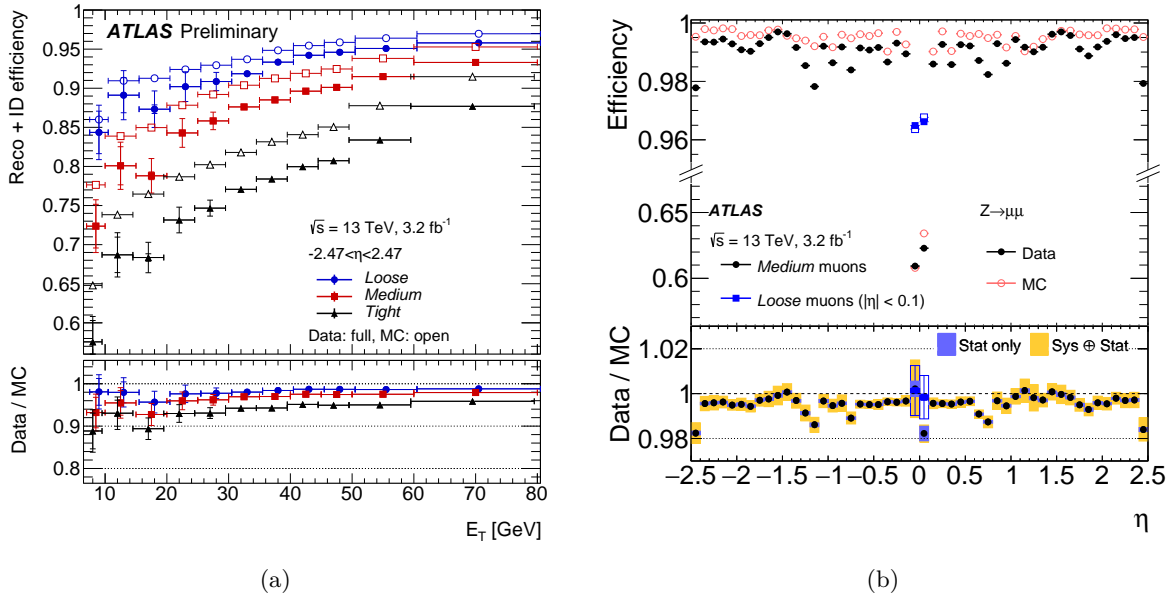 ATLAS Preliminary
Reco + ID efficiency
1
0.95
0.9
0.85
0.8
0.75
0.7
0.65
0.6
√s = 13 TeV, 3.2 fb⁻¹
-2.47<η<2.47
Loose
Medium
Tight
Data: full, MC: open
Data / MC
1
0.9
0.8
10 20 30 40 50 60 70 80
E_T [GeV]
(a)
Efficiency
1
0.98
0.96
0.65
0.6
ATLAS
Z→μμ
√s = 13 TeV, 3.2 fb⁻¹
Medium muons
Data
Loose muons (|η| < 0.1)
MC
Data / MC
1.02
1
0.98
Stat only
Sys ⊕ Stat
−2.5 −2 −1.5 −1 −0.5 0 0.5 1 1.5 2 2.5
η
(b)